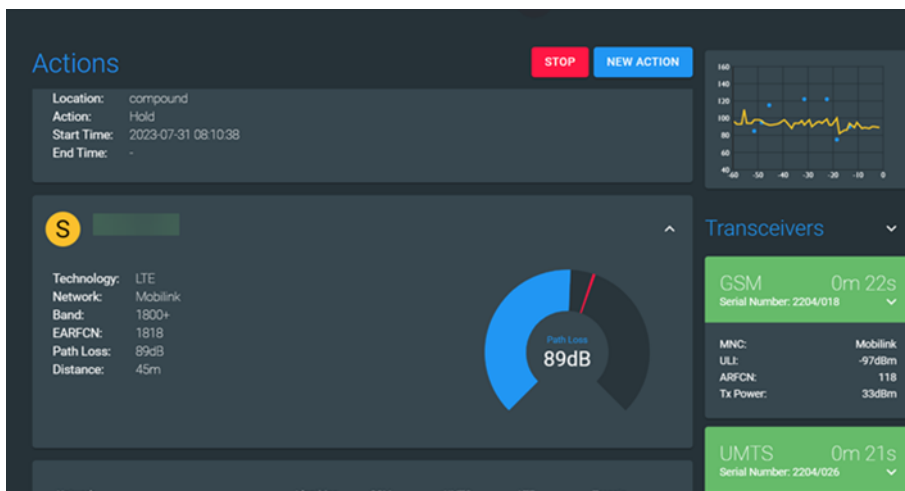 Actions
STOP
NEW ACTION
Location: compound
Action: Hold
Start Time: 2023-07-31 08:10:38
End Time: -
S
Technology: LTE
Network: Mobilink
Band: 1800+
EARFCN: 1818
Path Loss: 89dB
Distance: 45m
Path Loss
89dB
160
140
120
100
80
60
40
-60 -50 -40 -30 -20 -10 0
Transceivers
GSM 0m 22s
Serial Number: 2204/018
MNC: Mobilink
ULI: -97dBm
ARFCN: 118
Tx Power: 33dBm
UMTS 0m 21s
Serial Number: 2204/026